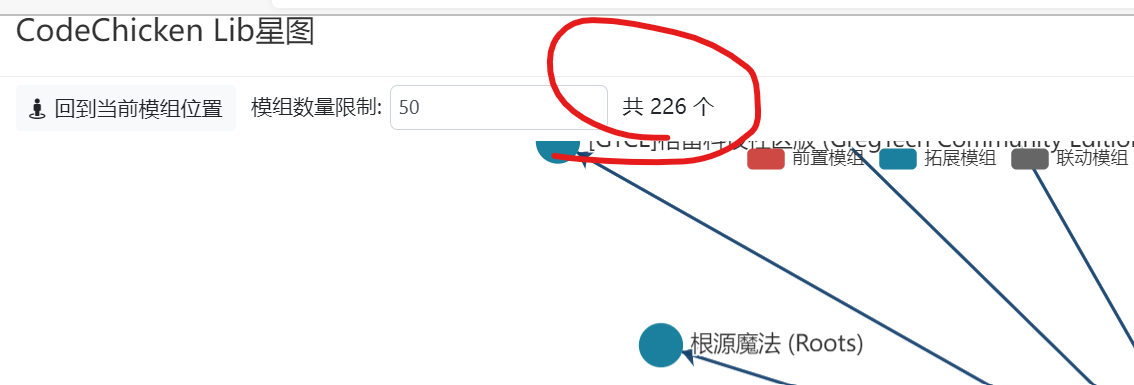 CodeChicken Lib星图
回到当前模组位置 模组数量限制: 50 共 226 个
[GTCE]格雷科技社区版 (GregTech Community Edition
前置模组 拓展模组 联动模组
根源魔法 (Roots)